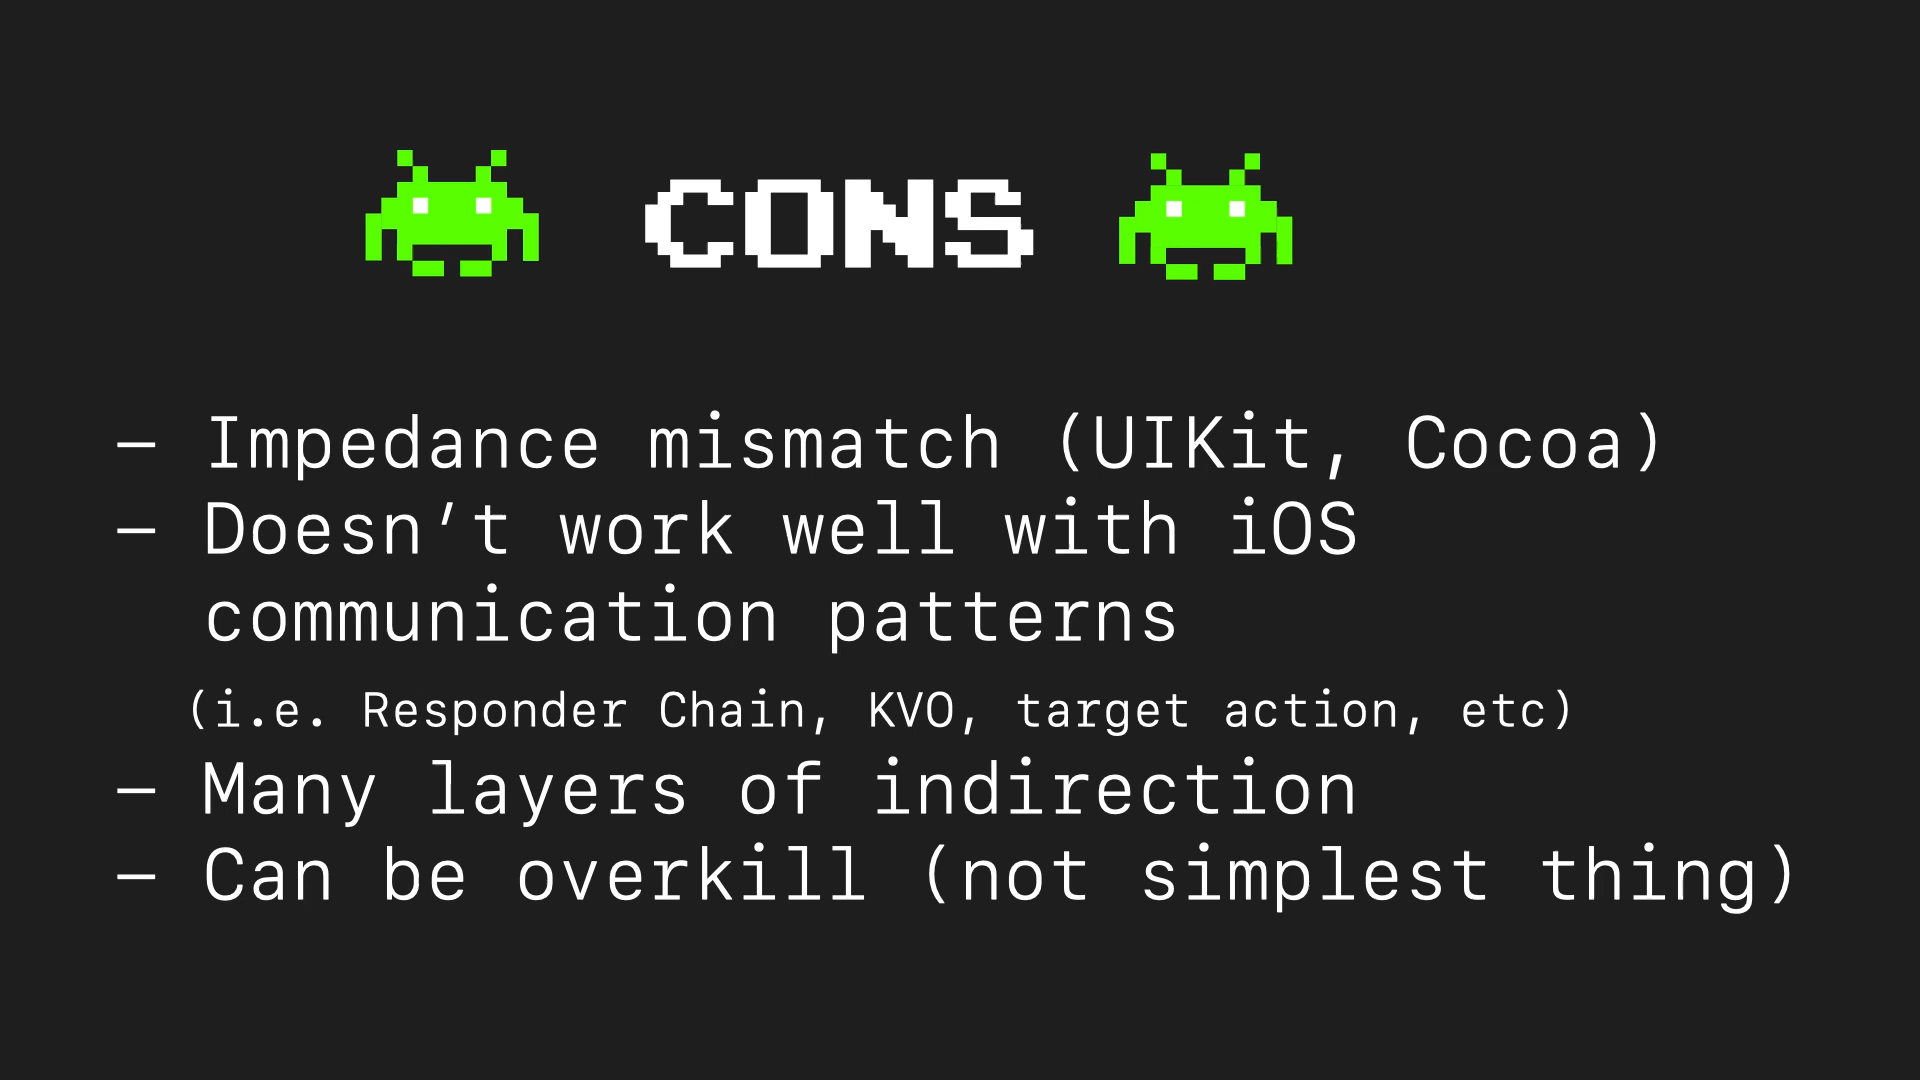 CONS
– Impedance mismatch (UIKit, Cocoa)
– Doesn’t work well with iOS
communication patterns
(i.e. Responder Chain, KVO, target action, etc)
– Many layers of indirection
– Can be overkill (not simplest thing)